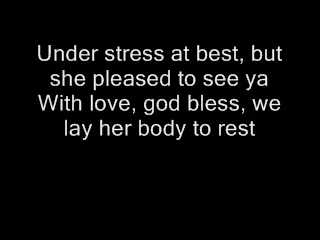 Under stress at best, but
she pleased to see ya
With love, god bless, we
lay her body to rest